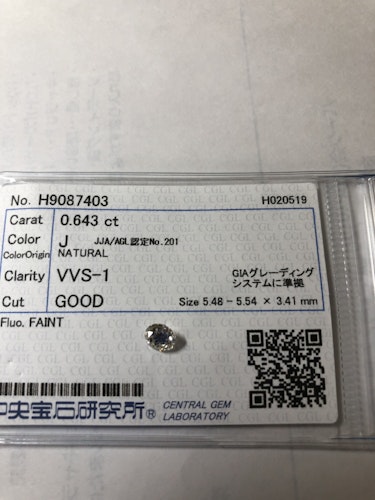 No. H9087403 H020519
Carat 0.643 ct
Color J JJA/AGL認定No.201
ColorOrigin NATURAL
Clarity VVS-1 GIAグレーディング
システムに準拠
Cut GOOD Size 5.48 - 5.54 × 3.41 mm
Fluo. FAINT
中央宝石研究所® CENTRAL GEM
LABORATORY